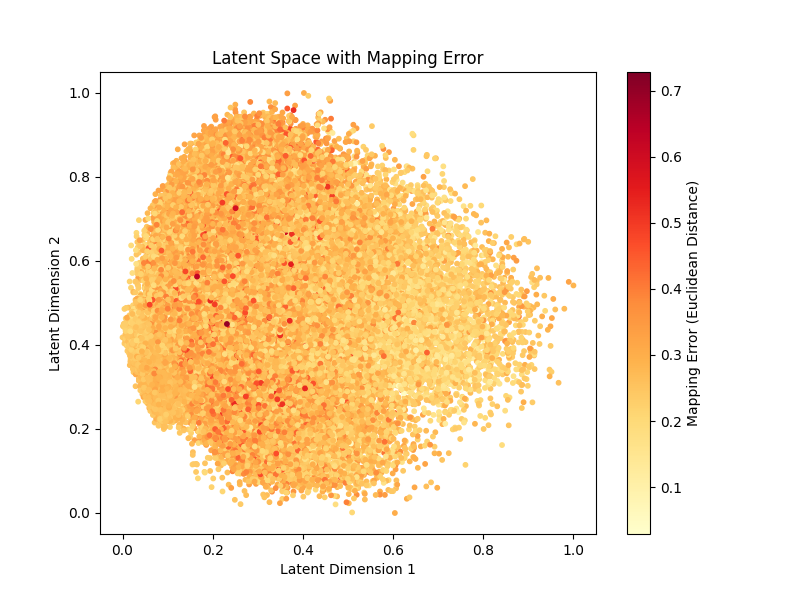 Latent Space with Mapping Error
1.0
0.8
0.6
0.4
0.2
0.0
Latent Dimension 2
0.0 0.2 0.4 0.6 0.8 1.0
Latent Dimension 1
0.7
0.6
0.5
0.4
0.3
0.2
0.1
Mapping Error (Euclidean Distance)